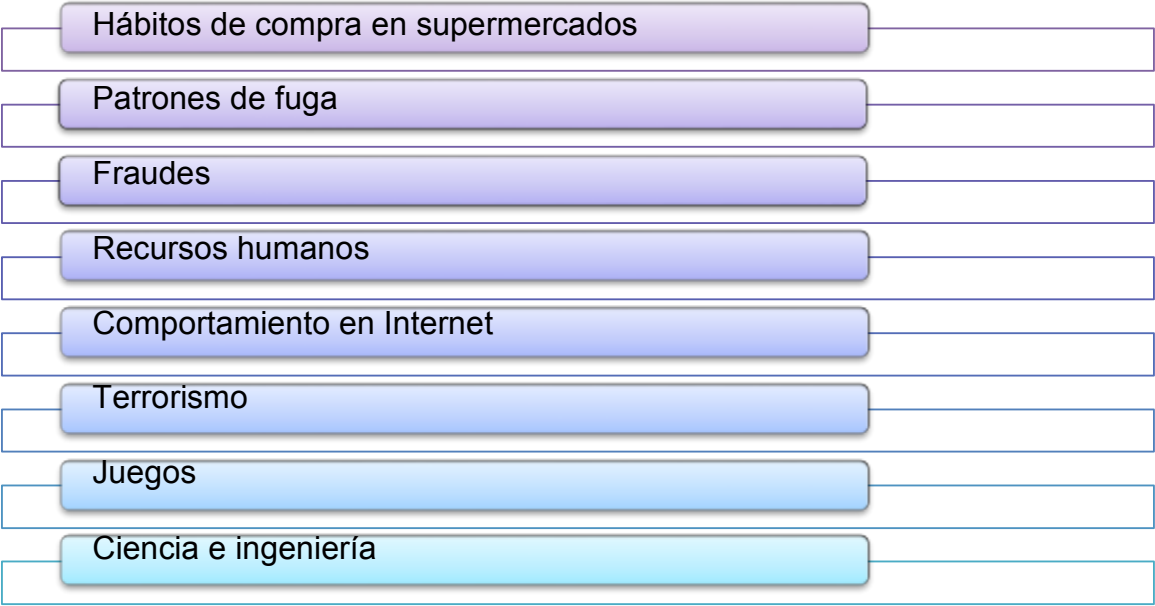 Hábitos de compra en supermercados
Patrones de fuga
Fraudes
Recursos humanos
Comportamiento en Internet
Terrorismo
Juegos
Ciencia e ingeniería